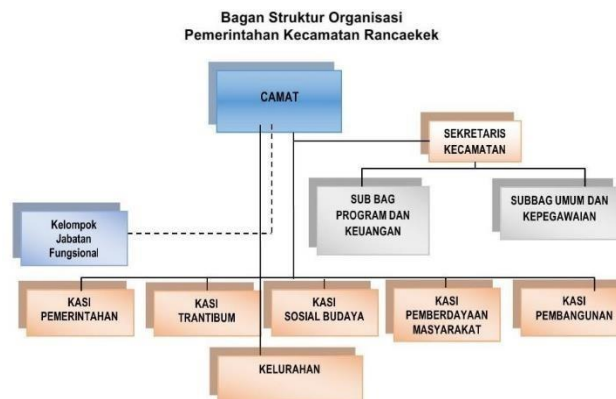 Bagan Struktur Organisasi
Pemerintahan Kecamatan Rancaekek
CAMAT
SEKRETARIS
KECAMATAN
SUB BAG
PROGRAM DAN
KEUANGAN
SUBBAG UMUM DAN
KEPEGAWAIAN
Kelompok
Jabatan
Fungsional
KASI
PEMERINTAHAN
KASI
TRANTIBUM
KASI
SOSIAL BUDAYA
KASI
PEMBERDAYAAN
MASYARAKAT
KASI
PEMBANGUNAN
KELURAHAN